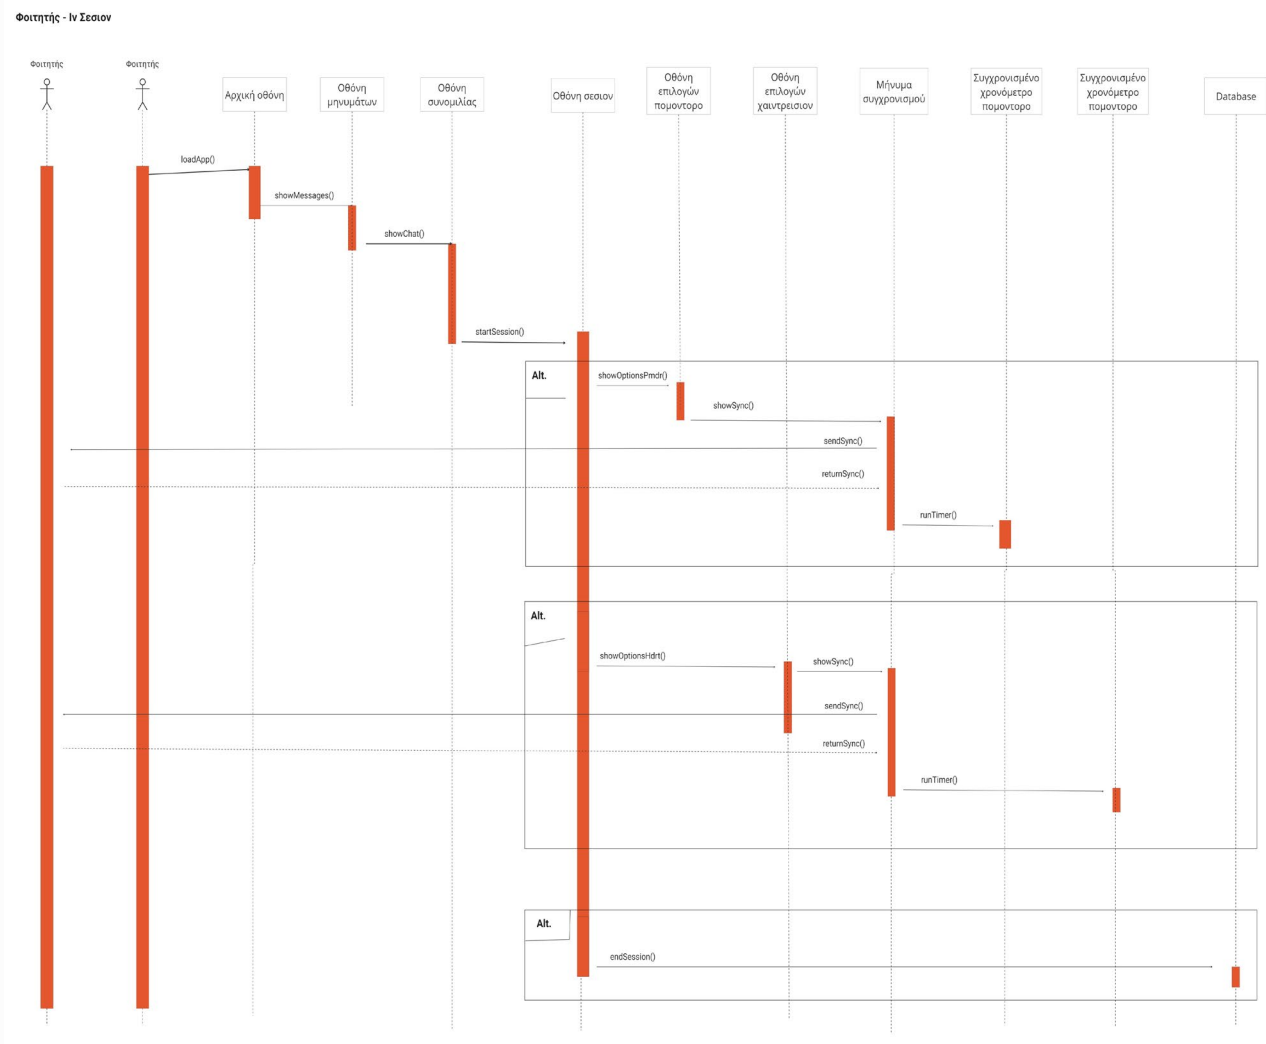 Φοιτητής - Ιν Σεσιον
Φοιτητής
Φοιτητής
Αρχική οθόνη
Οθόνη
μηνυμάτων
Οθόνη
συνομιλίας
Οθόνη σεσιον
Οθόνη
επιλογών
πομοντορο
Οθόνη
επιλογών
χαιντρεισιον
Μήνυμα
συγχρονισμού
Συγχρονισμένο
χρονόμετρο
πομοντορο
Συγχρονισμένο
χρονόμετρο
πομοντορο
Database
loadApp()
showMessages()
showChat()
startSession()
Alt.
showOptionsPmdr()
showSync()
sendSync()
returnSync()
runTimer()
Alt.
showOptionsHdrt()
showSync()
sendSync()
returnSync()
runTimer()
Alt.
endSession()